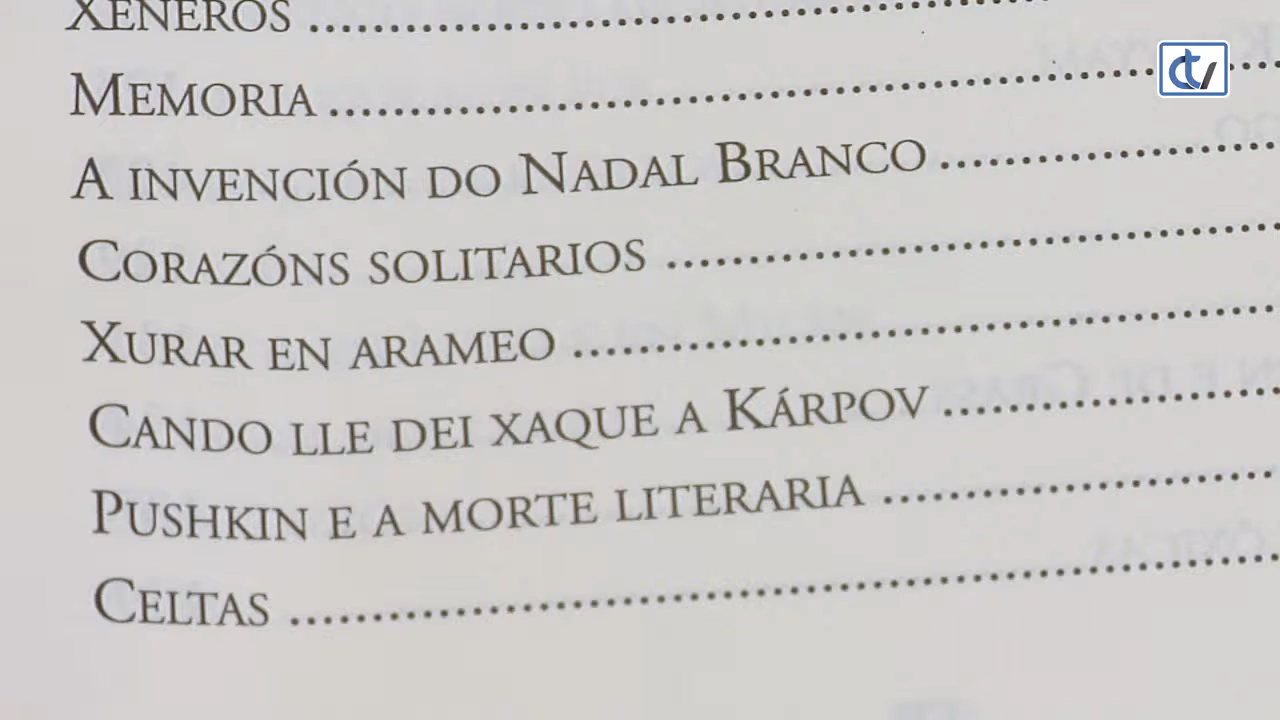 XÉNEROS ........................
MEMORIA ........................
A INVENCIÓN DO NADAL BRANCO ........................
CORAZÓNS SOLITARIOS ........................
XURAR EN ARAMEO ........................
CANDO LLE DEI XAQUE A KÁRPOV ........................
PUSHKIN E A MORTE LITERARIA ........................
CELTAS ........................
ctv